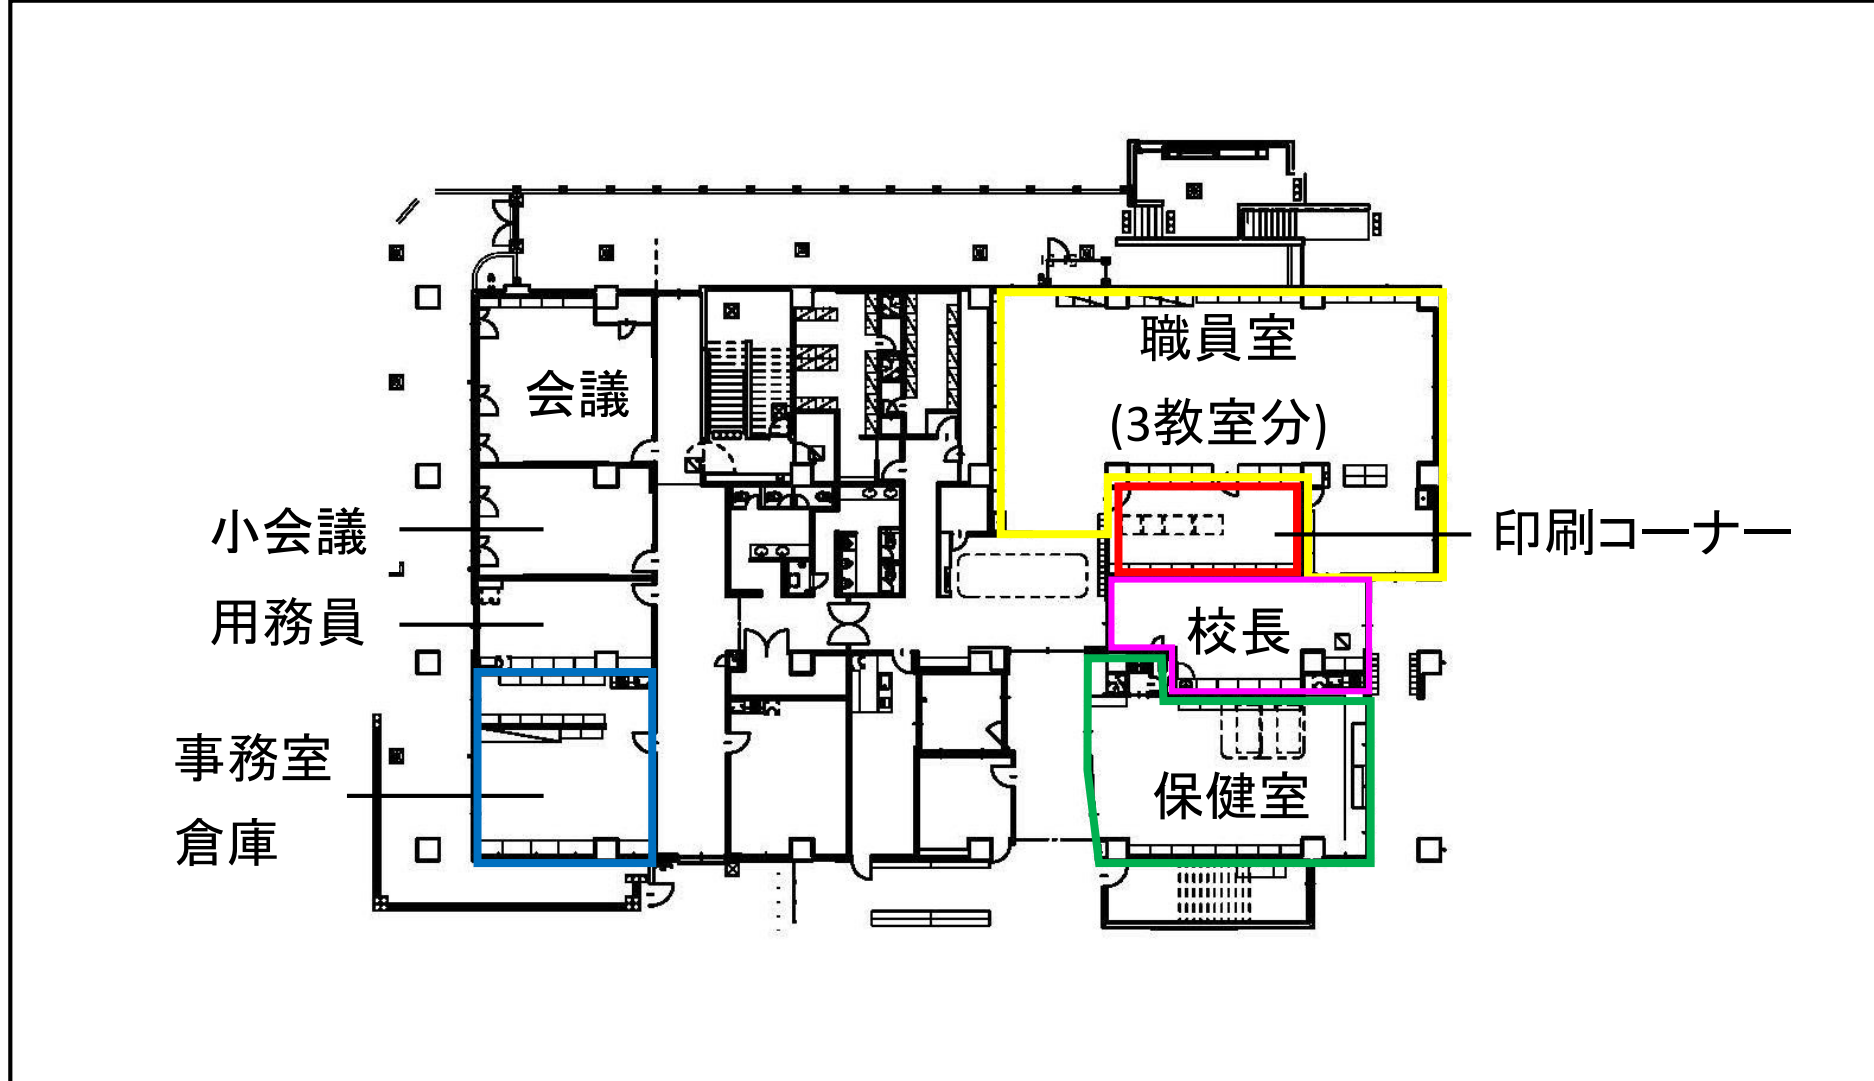 職員室
会議
(3教室分)
小会議
印刷コーナー
用務員
校長
事務室
倉庫
保健室